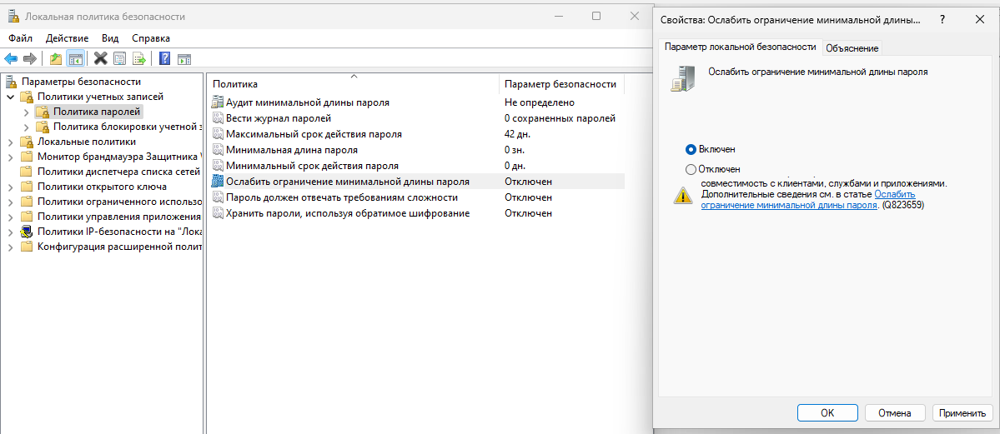 Локальная политика безопасности
Файл Действие Вид Справка
Параметры безопасности
Политики учетных записей
Политика паролей
Политика блокировки учетной з
Локальные политики
Монитор брандмауэра Защитника
Политики диспетчера списка сетей
Политики открытого ключа
Политики ограниченного использо
Политики управления приложения
Политики IP-безопасности на "Лока
Конфигурация расширенной полит
Политика Параметр безопасности
Аудит минимальной длины пароля Не определено
Вести журнал паролей 0 сохраненных паролей
Максимальный срок действия пароля 42 дн.
Минимальная длина пароля 0 зн.
Минимальный срок действия пароля 0 дн.
Ослабить ограничение минимальной длины пароля Отключен
Пароль должен отвечать требованиям сложности Отключен
Хранить пароли, используя обратимое шифрование Отключен
Свойства: Ослабить ограничение минимальной длины... ?
Параметр локальной безопасности Объяснение
Ослабить ограничение минимальной длины пароля
Включен
Отключен
совместимость с клиентами, службами и приложениями.
Дополнительные сведения см. в статье Ослабить
ограничение минимальной длины пароля. (Q823659)
OK Отмена Применить